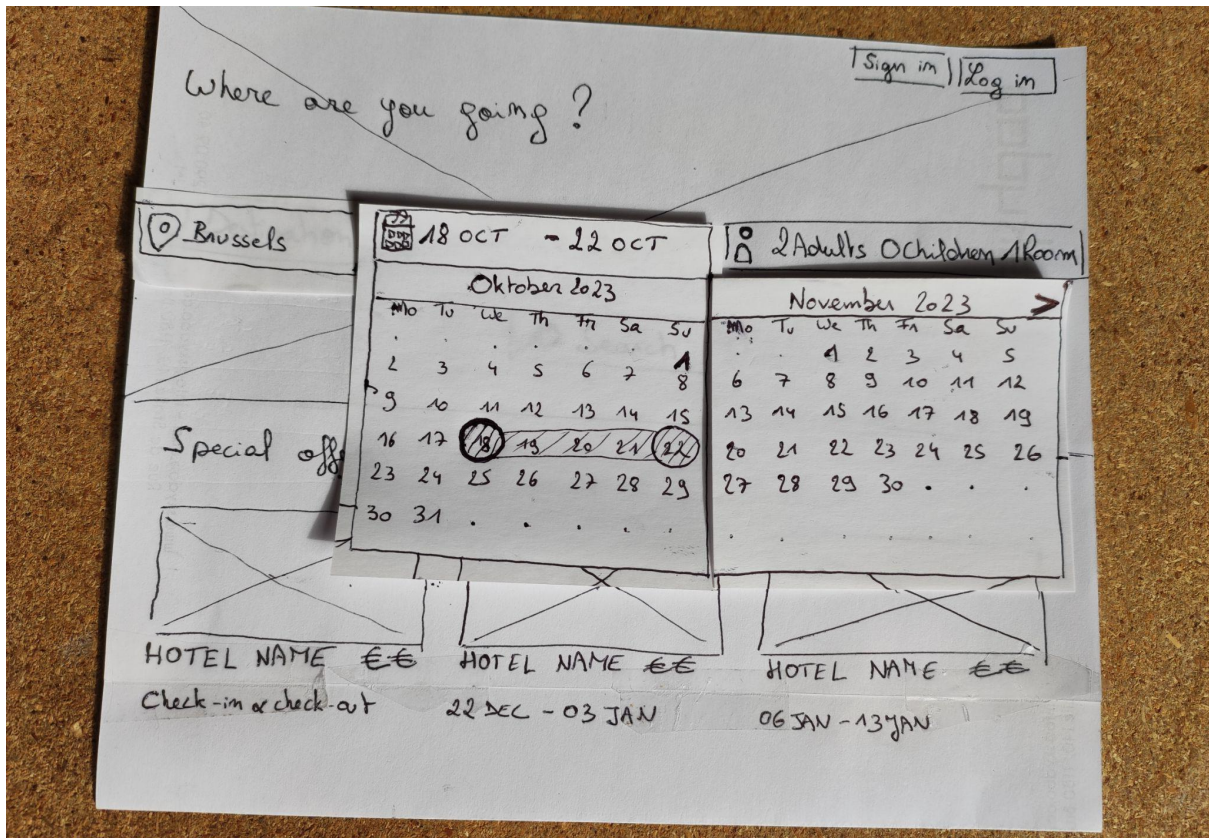 Sign in Log in
Where are you going?
Brussels
18 OCT - 22 OCT
2 Adults 0 Children 1 Room
Oktober 2023
Mo Tu We Th Fr Sa Su
. . . . . . 1
2 3 4 5 6 7 8
9 10 11 12 13 14 15
16 17 18 19 20 21 22
23 24 25 26 27 28 29
30 31 . . . . .
November 2023 >
Mo Tu We Th Fr Sa Su
. . 1 2 3 4 5
6 7 8 9 10 11 12
13 14 15 16 17 18 19
20 21 22 23 24 25 26
27 28 29 30 . . .
. . . . . . .
Special off
HOTEL NAME €€
Check-in & check-out
HOTEL NAME €€
22 DEC - 03 JAN
HOTEL NAME €€
06 JAN - 13 JAN